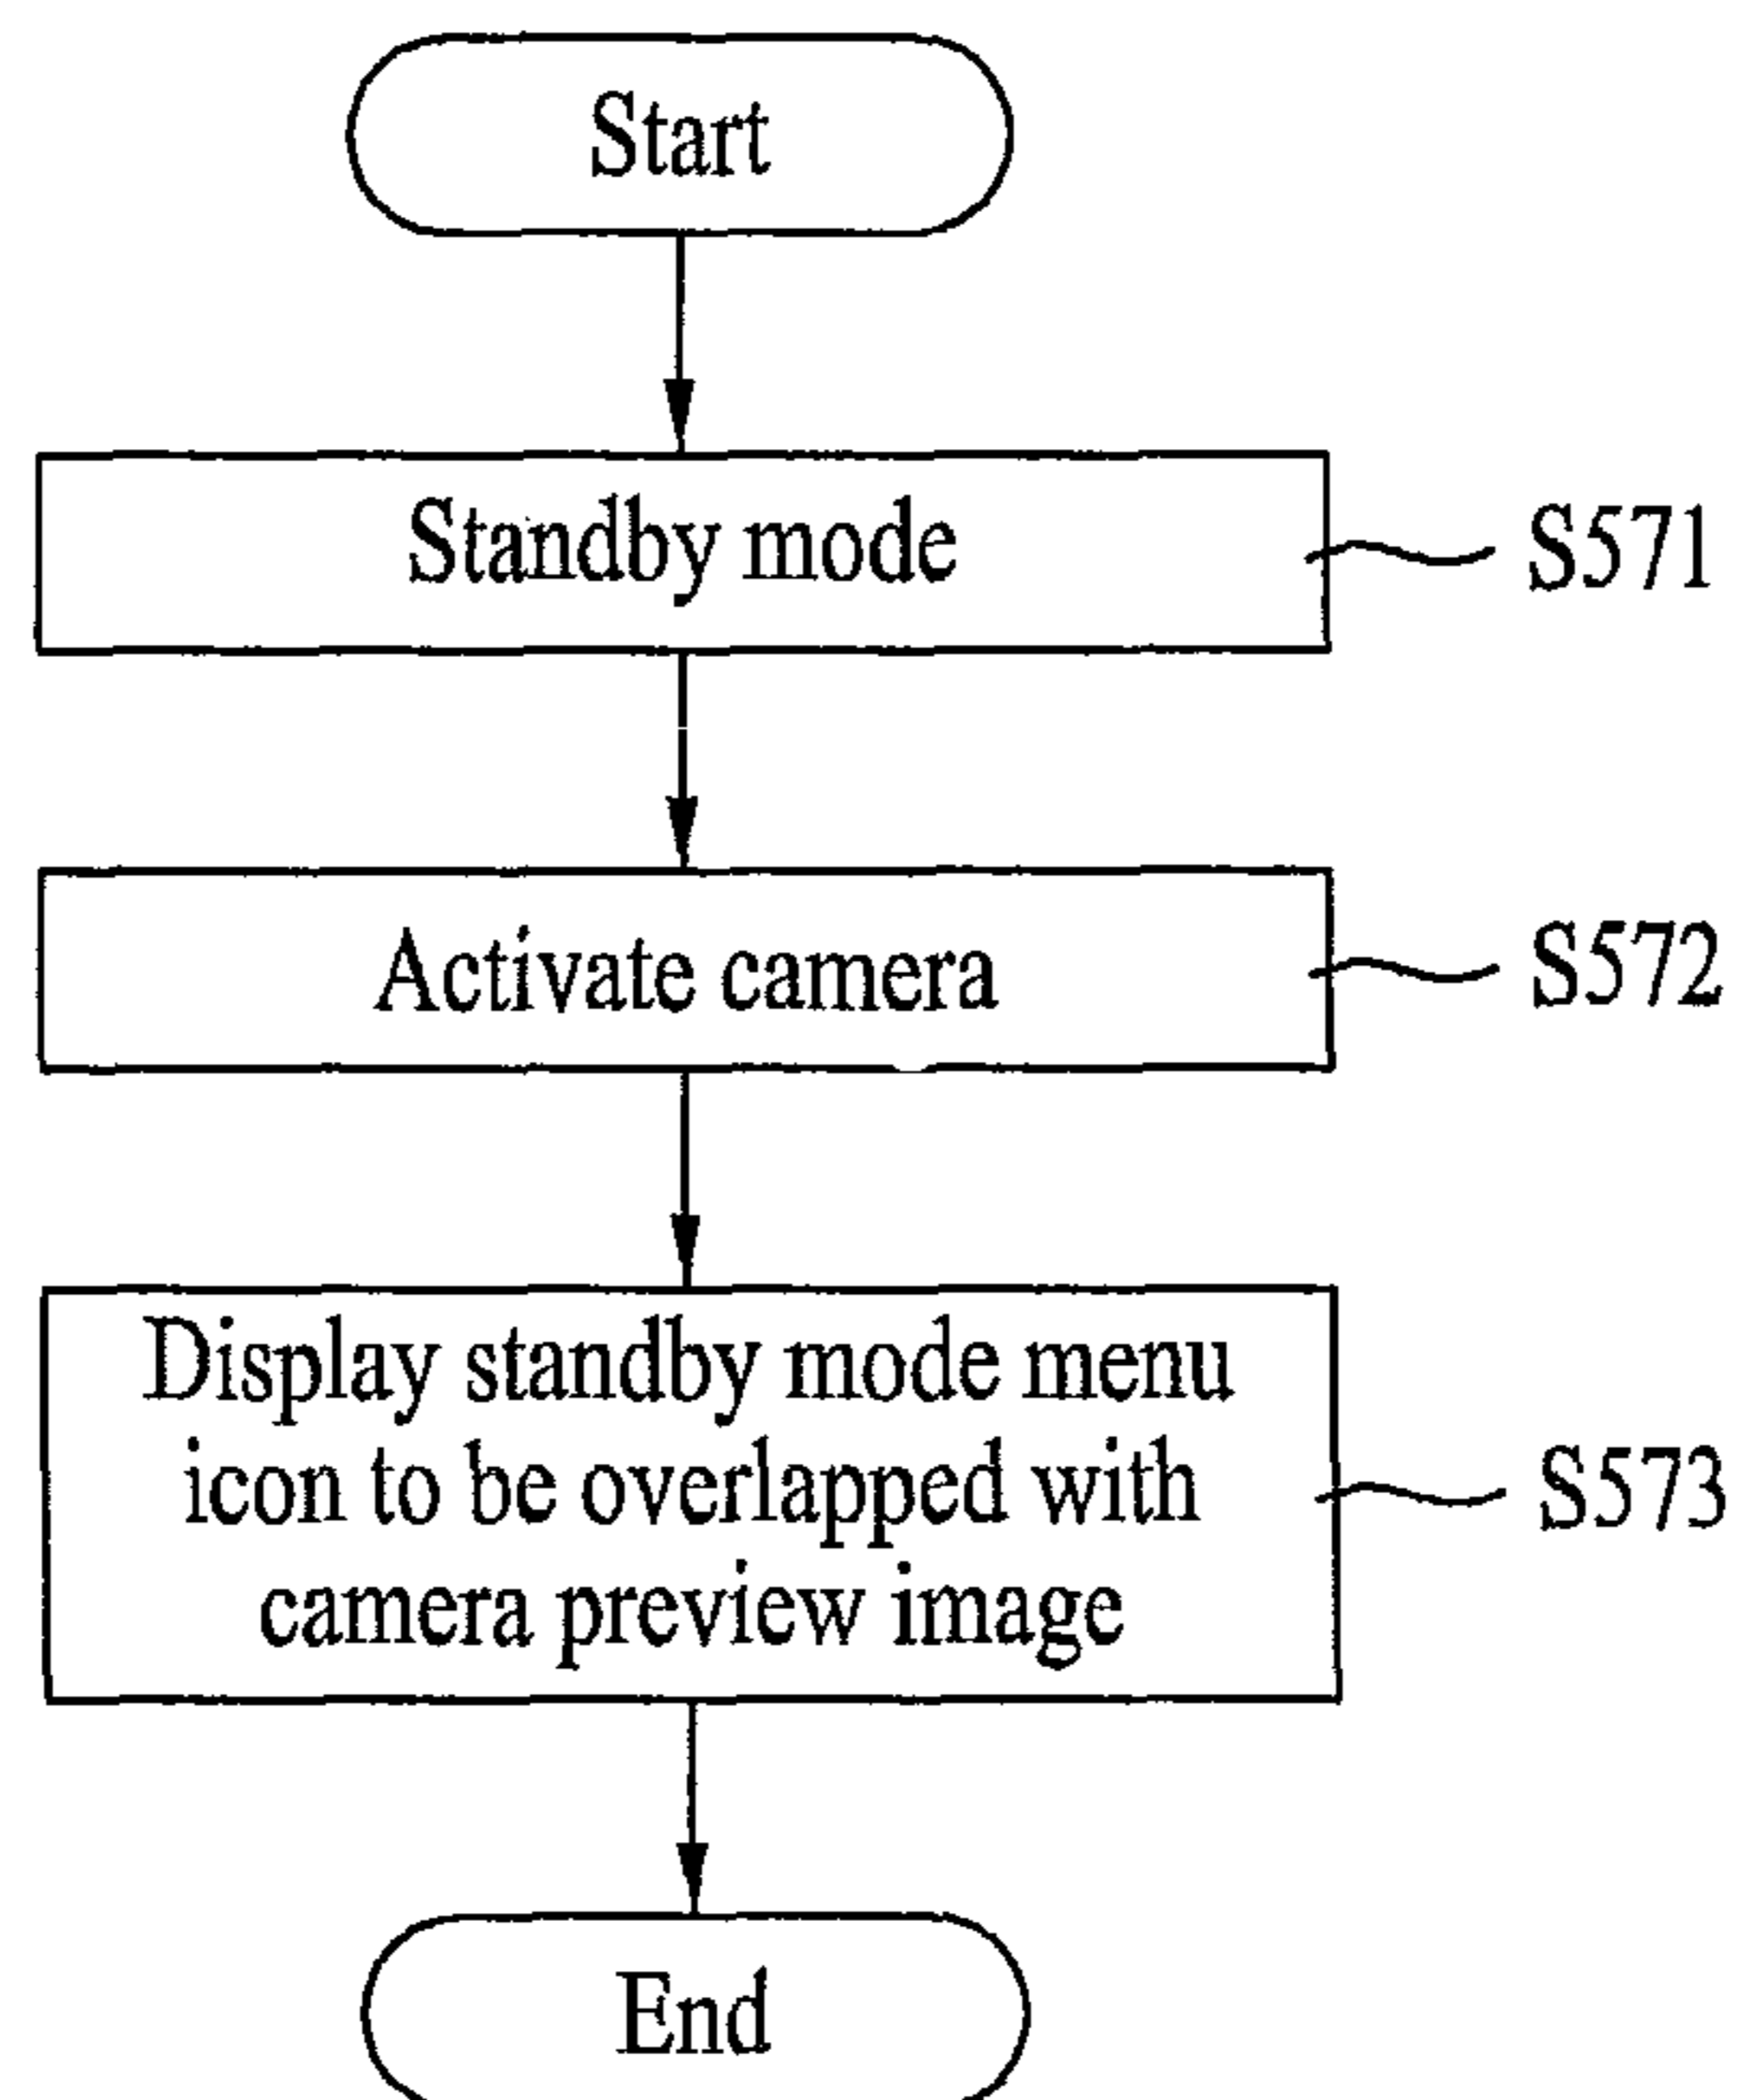 Start
Standby mode
S571
Activate camera
S572
Display standby mode menu
icon to be overlapped with
camera preview image
S573
End